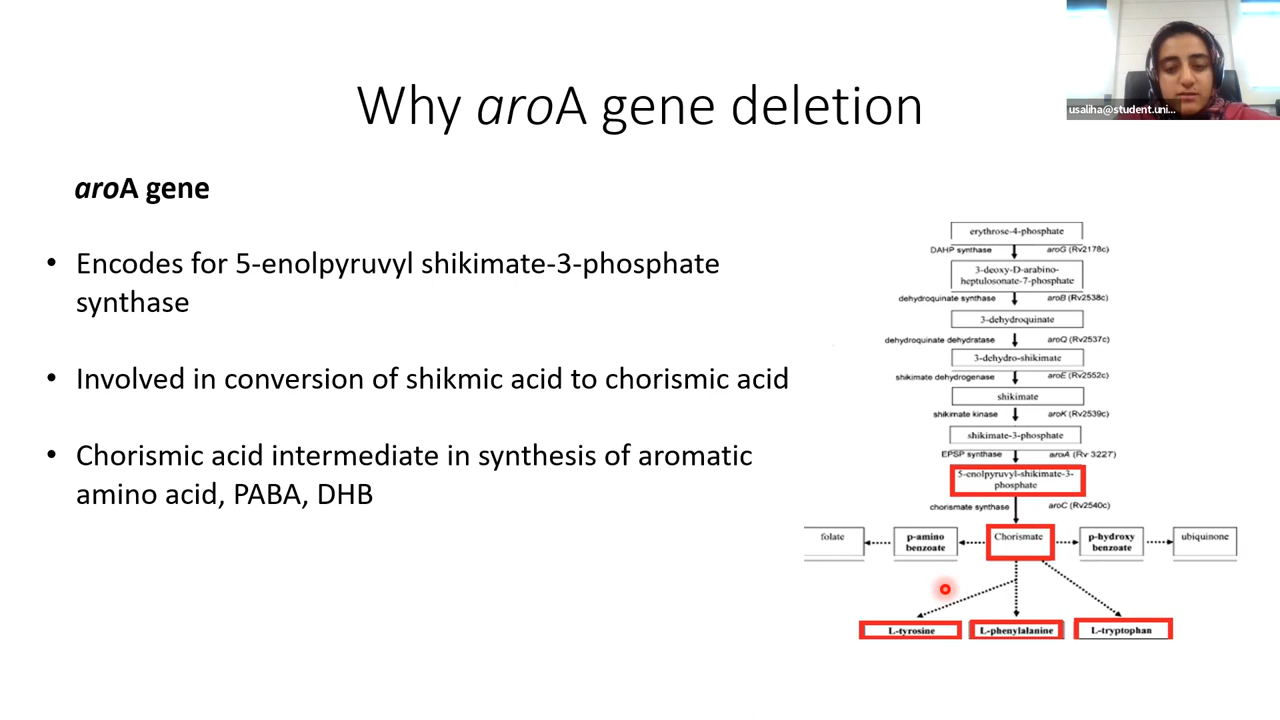 usaliha@student.uni...
Why aroA gene deletion
aroA gene
• Encodes for 5-enolpyruvyl shikimate-3-phosphate
synthase
• Involved in conversion of shikmic acid to chorismic acid
• Chorismic acid intermediate in synthesis of aromatic
amino acid, PABA, DHB
erythrose-4-phosphate
DAHP synthase aroG (Rv2178c)
3-deoxy-D-arabino-
heptulosonate-7-phosphate
dehydroquinate synthase aroB (Rv2538c)
3-dehydroquinate
dehydroquinate dehydratase aroQ (Rv2537c)
3-dehydro-shikimate
shikimate dehydrogenase aroE (Rv2552c)
shikimate
shikimate kinase aroK (Rv2539c)
shikimate-3-phosphate
EPSP synthase aroA (Rv 3227)
5-enolpyruvyl-shikimate-3-
phosphate
chorismate synthase aroC (Rv2540c)
folate
p-amino
benzoate
Chorismate
p-hydroxy
benzoate
ubiquinone
L-tyrosine
L-phenylalanine
L-tryptophan